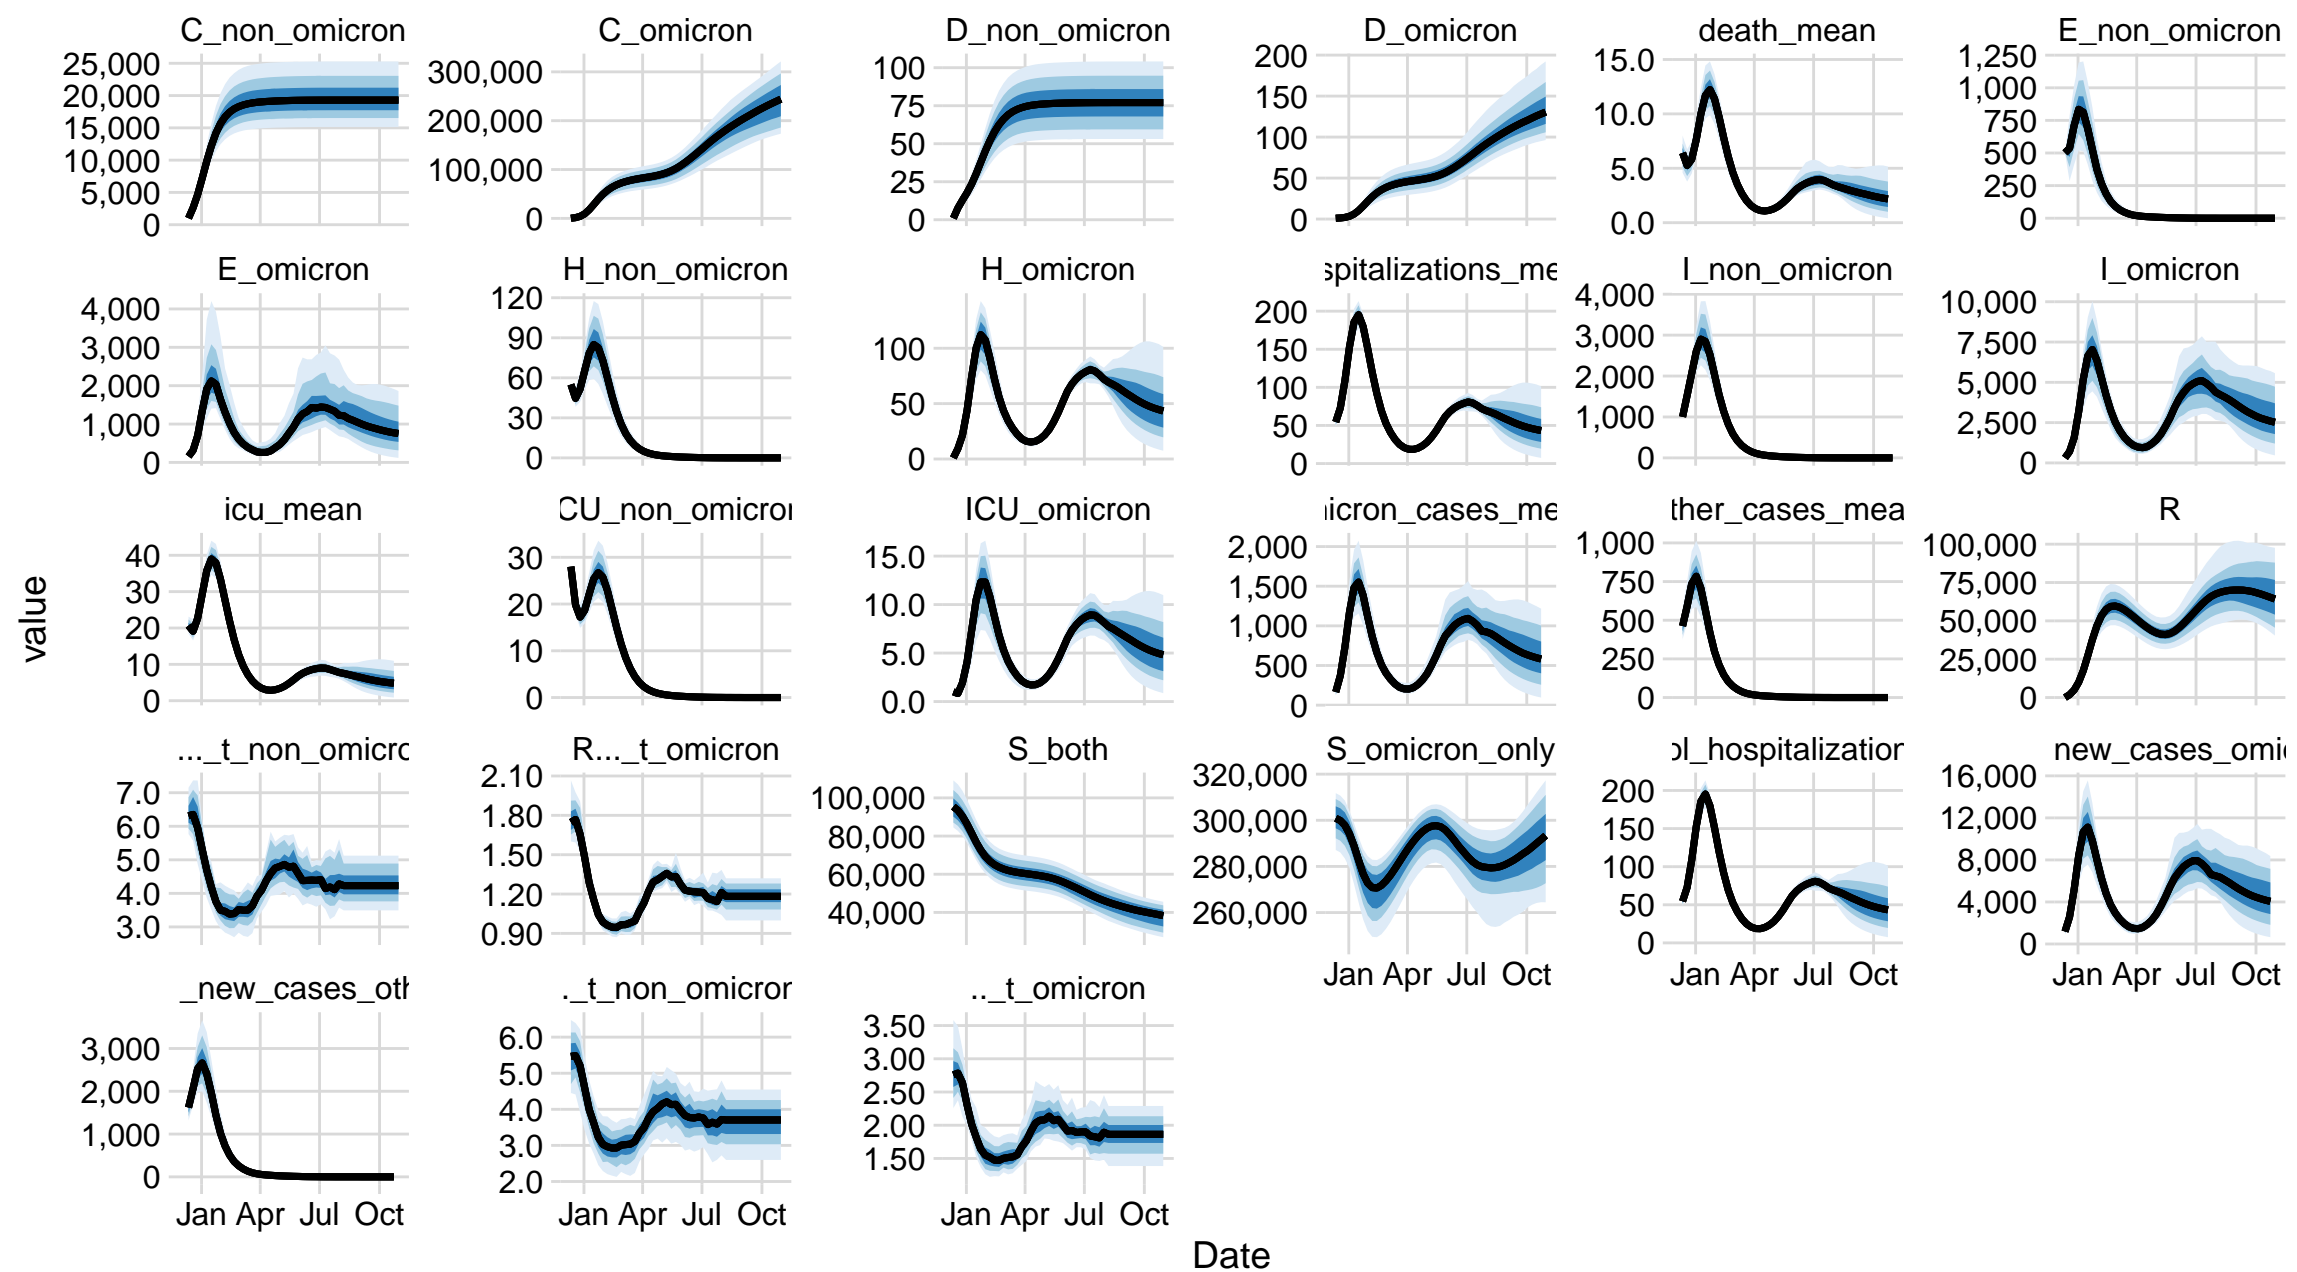 C_non_omicron C_omicron D_non_omicron D_omicron death_mean E_non_omicron
25,000 20,000 15,000 10,000 5,000 0
300,000 200,000 100,000 0
100 75 50 25 0
200 150 100 50 0
15.0 10.0 5.0 0.0
1,250 1,000 750 500 250 0
E_omicron H_non_omicron H_omicron spitalizations_me I_non_omicron I_omicron
4,000 3,000 2,000 1,000 0
120 90 60 30 0
100 50 0
200 150 100 50 0
4,000 3,000 2,000 1,000 0
10,000 7,500 5,000 2,500 0
icu_mean CU_non_omicron ICU_omicron icron_cases_me ther_cases_mea R
40 30 20 10 0
30 20 10 0
15.0 10.0 5.0 0.0
2,000 1,500 1,000 500 0
1,000 750 500 250 0
100,000 75,000 50,000 25,000 0
..._t_non_omicro R..._t_omicron S_both S_omicron_only ol_hospitalization new_cases_omic
7.0 6.0 5.0 4.0 3.0
2.10 1.80 1.50 1.20 0.90
100,000 80,000 60,000 40,000
320,000 300,000 280,000 260,000
200 150 100 50 0
16,000 12,000 8,000 4,000 0
Jan Apr Jul Oct Jan Apr Jul Oct Jan Apr Jul Oct
_new_cases_oth ._t_non_omicron .._t_omicron
3,000 2,000 1,000 0
6.0 5.0 4.0 3.0 2.0
3.50 3.00 2.50 2.00 1.50
Jan Apr Jul Oct Jan Apr Jul Oct Jan Apr Jul Oct
value
Date